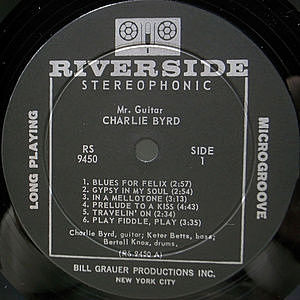 RIVERSIDE
STEREOPHONIC
Mr. Guitar
CHARLIE BYRD
RS
9450
SIDE
1
LONG PLAYING
MICROGROOVE
1. BLUES FOR FELIX (2:57)
2. GYPSY IN MY SOUL (2:54)
3. IN A MELLOTONE (3:13)
4. PRELUDE TO A KISS (4:43)
5. TRAVELIN' ON (2:34)
6. PLAY FIDDLE, PLAY (3:35)
Charlie Byrd, guitar; Keter Betts, bass;
Bertell Knox, drums.
(RS 9450 A)
BILL GRAUER PRODUCTIONS INC.
NEW YORK CITY